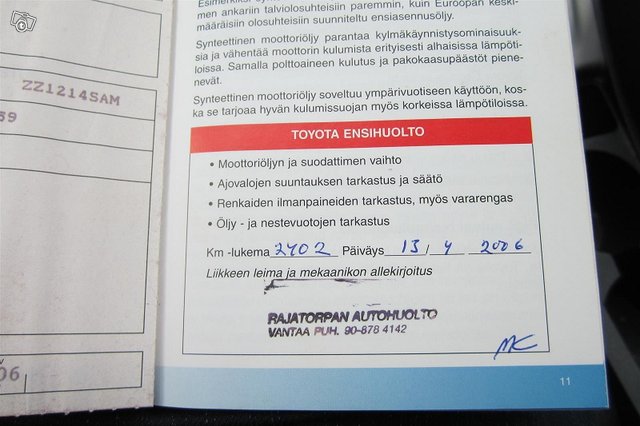 ZZ1214SAM
69
06
men ankariin talviolosuhteisiin paremmin, kuin Euroopan keski-
määräisiin olosuhteisiin suunniteltu ensiasennusöljy.
Synteettinen moottoriöljy parantaa kylmäkäynnistysominaisuuk-
sia ja vähentää moottorin kulumista erityisesti alhaisissa lämpöti-
loissa. Samalla polttoaineen kulutus ja pakokaasupäästöt piene-
nevät.
Synteettinen moottoriöljy soveltuu ympärivuotiseen käyttöön, kos-
ka se tarjoaa hyvän kulumissuojan myös korkeissa lämpötiloissa.
TOYOTA ENSIHUOLTO
• Moottoriöljyn ja suodattimen vaihto
• Ajovalojen suuntauksen tarkastus ja säätö
• Renkaiden ilmanpaineiden tarkastus, myös vararengas
• Öljy - ja nestevuotojen tarkastus
Km -lukema 2402 Päiväys 13 / 4 2006
Liikkeen leima ja mekaanikon allekirjoitus
RAJATORPAN AUTOHUOLTO
VANTAA PUH. 90-878 4142
MK
11